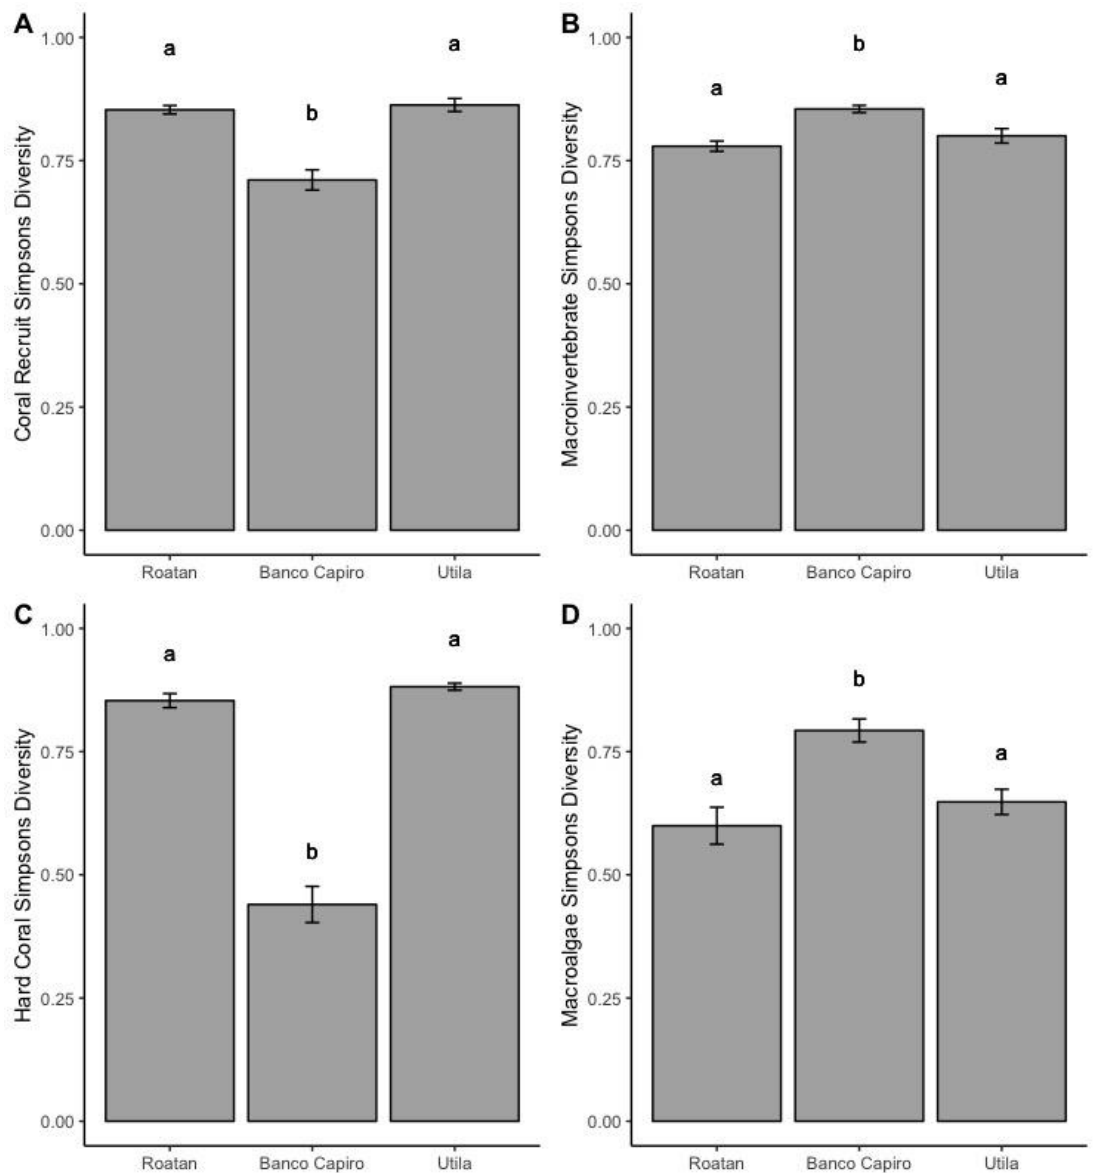 A
Coral Recruit Simpsons Diversity
1.00
0.75
0.50
0.25
0.00
a
b
a
Roatan
Banco Capiro
Utila
B
Macroinvertebrate Simpsons Diversity
1.00
0.75
0.50
0.25
0.00
a
b
a
Roatan
Banco Capiro
Utila
C
Hard Coral Simpsons Diversity
1.00
0.75
0.50
0.25
0.00
a
b
a
Roatan
Banco Capiro
Utila
D
Macroalgae Simpsons Diversity
1.00
0.75
0.50
0.25
0.00
a
b
a
Roatan
Banco Capiro
Utila